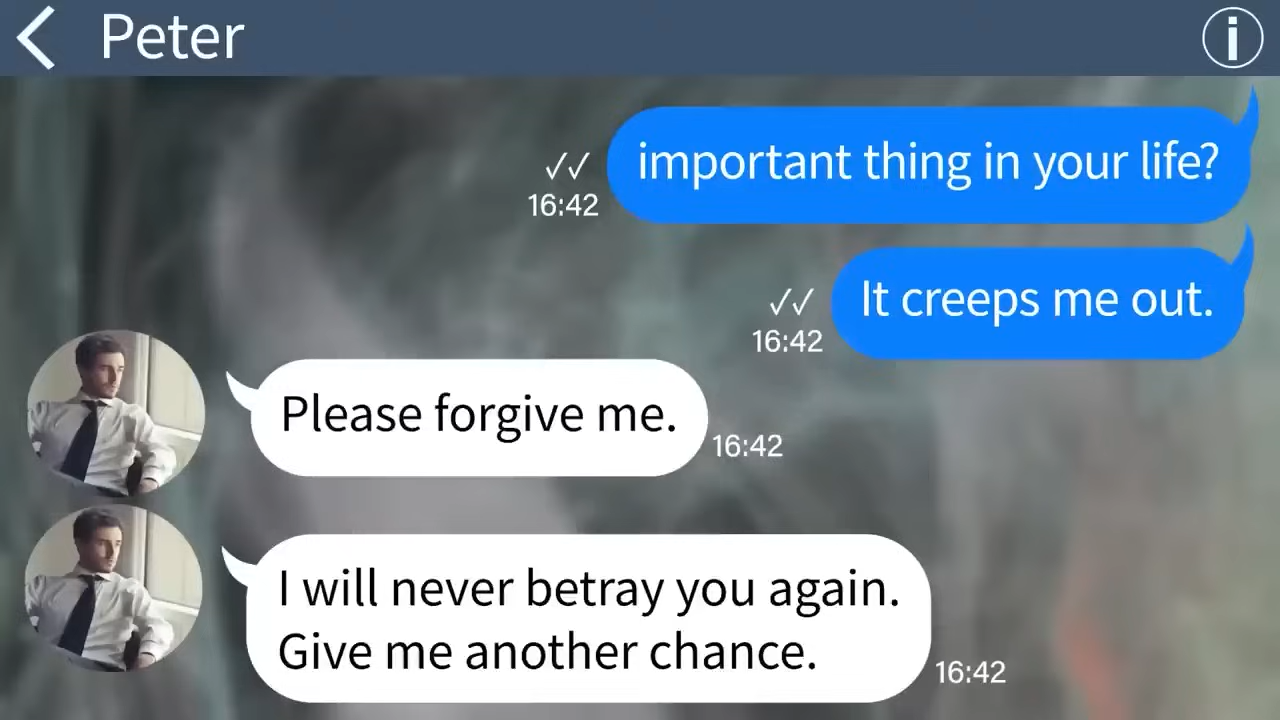 Peter
important thing in your life?
16:42
It creeps me out.
16:42
Please forgive me.
16:42
I will never betray you again.
Give me another chance.
16:42